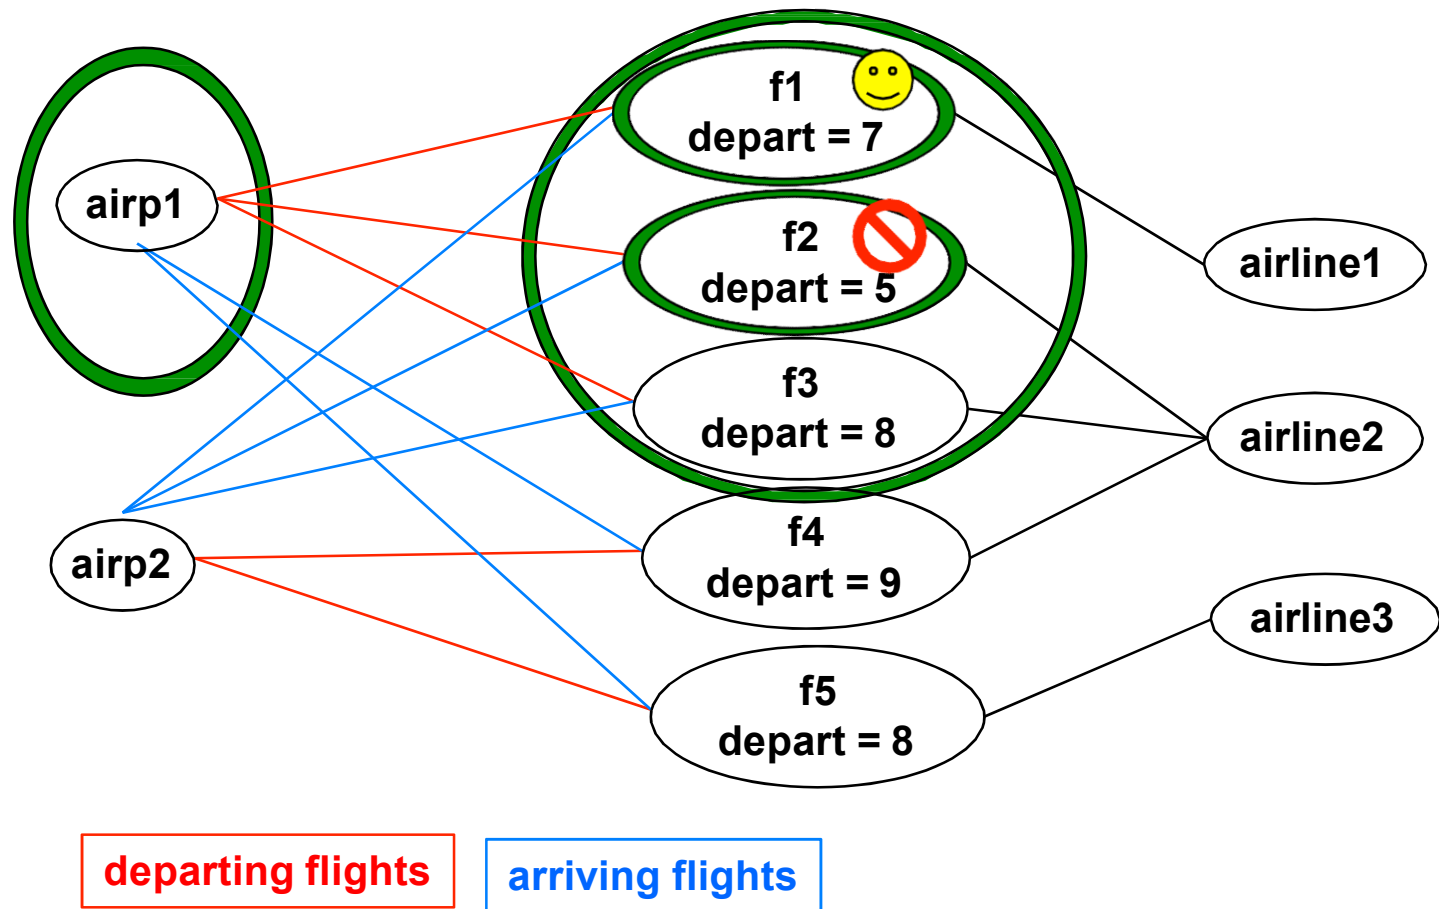 airp1
airp2
f1
depart = 7
f2
depart = 5
f3
depart = 8
f4
depart = 9
f5
depart = 8
airline1
airline2
airline3
departing flights
arriving flights